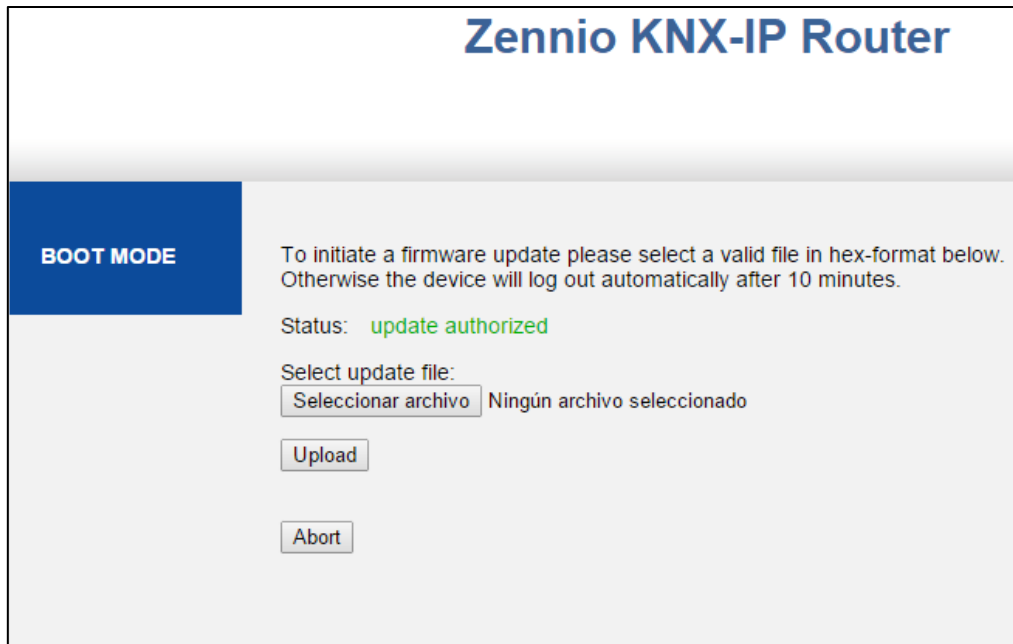 Zennio KNX-IP Router
BOOT MODE
To initiate a firmware update please select a valid file in hex-format below.
Otherwise the device will log out automatically after 10 minutes.
Status: update authorized
Select update file:
Seleccionar archivo Ningún archivo seleccionado
Upload
Abort